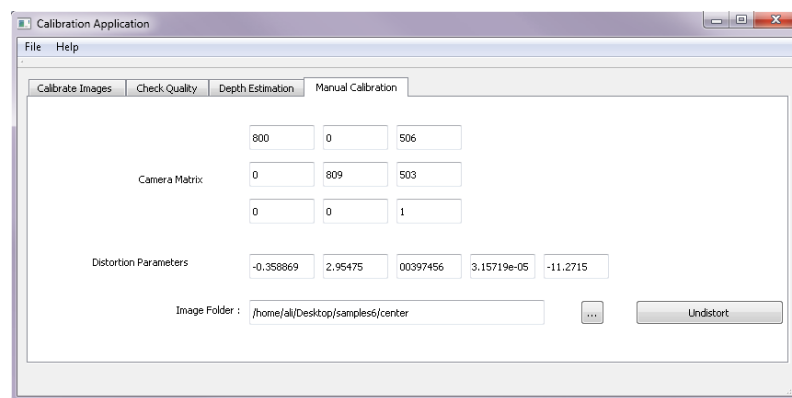 Calibration Application
File Help
Calibrate Images Check Quality Depth Estimation Manual Calibration
800 0 506
Camera Matrix 0 809 503
0 0 1
Distortion Parameters -0.358869 2.95475 00397456 3.15719e-05 -11.2715
Image Folder : /home/ali/Desktop/samples6/center ... Undistort